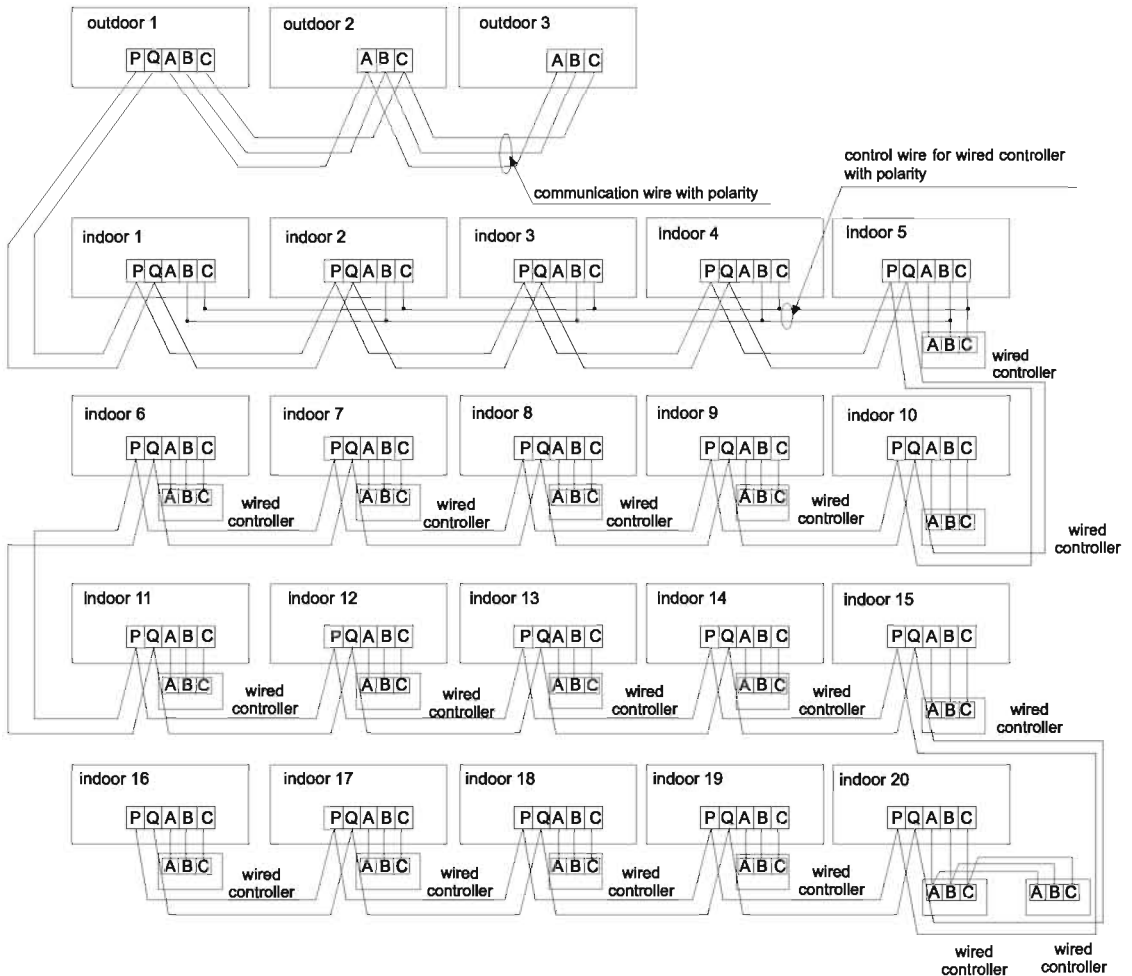 outdoor 1
outdoor 2
outdoor 3
P Q A B C
A B C
A B C
control wire for wired controller
with polarity
communication wire with polarity
indoor 1
indoor 2
indoor 3
indoor 4
indoor 5
P Q A B C
P Q A B C
P Q A B C
P Q A B C
P Q A B C
A B C
wired
controller
indoor 6
indoor 7
indoor 8
indoor 9
indoor 10
P Q A B C
P Q A B C
P Q A B C
P Q A B C
P Q A B C
A B C
wired
controller
A B C
wired
controller
A B C
wired
controller
A B C
wired
controller
A B C
wired
controller
indoor 11
indoor 12
indoor 13
indoor 14
indoor 15
P Q A B C
P Q A B C
P Q A B C
P Q A B C
P Q A B C
A B C
wired
controller
A B C
wired
controller
A B C
wired
controller
A B C
wired
controller
A B C
wired
controller
indoor 16
indoor 17
indoor 18
indoor 19
indoor 20
P Q A B C
P Q A B C
P Q A B C
P Q A B C
P Q A B C
A B C
wired
controller
A B C
wired
controller
A B C
wired
controller
A B C
wired
controller
A B C
A B C
wired
controller
wired
controller